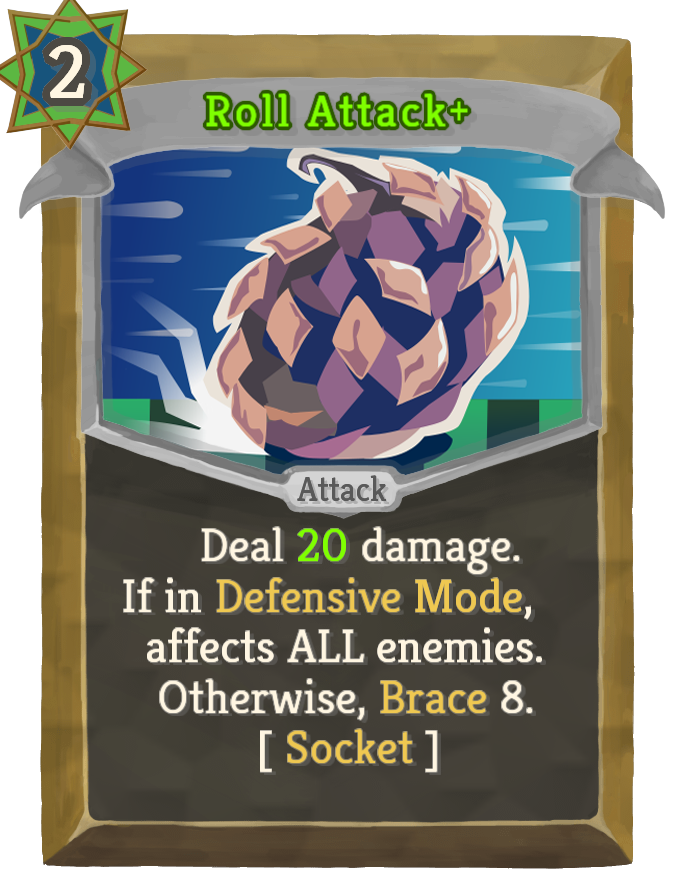 2
Roll Attack+
Attack
Deal 20 damage.
If in Defensive Mode,
affects ALL enemies.
Otherwise, Brace 8.
[ Socket ]